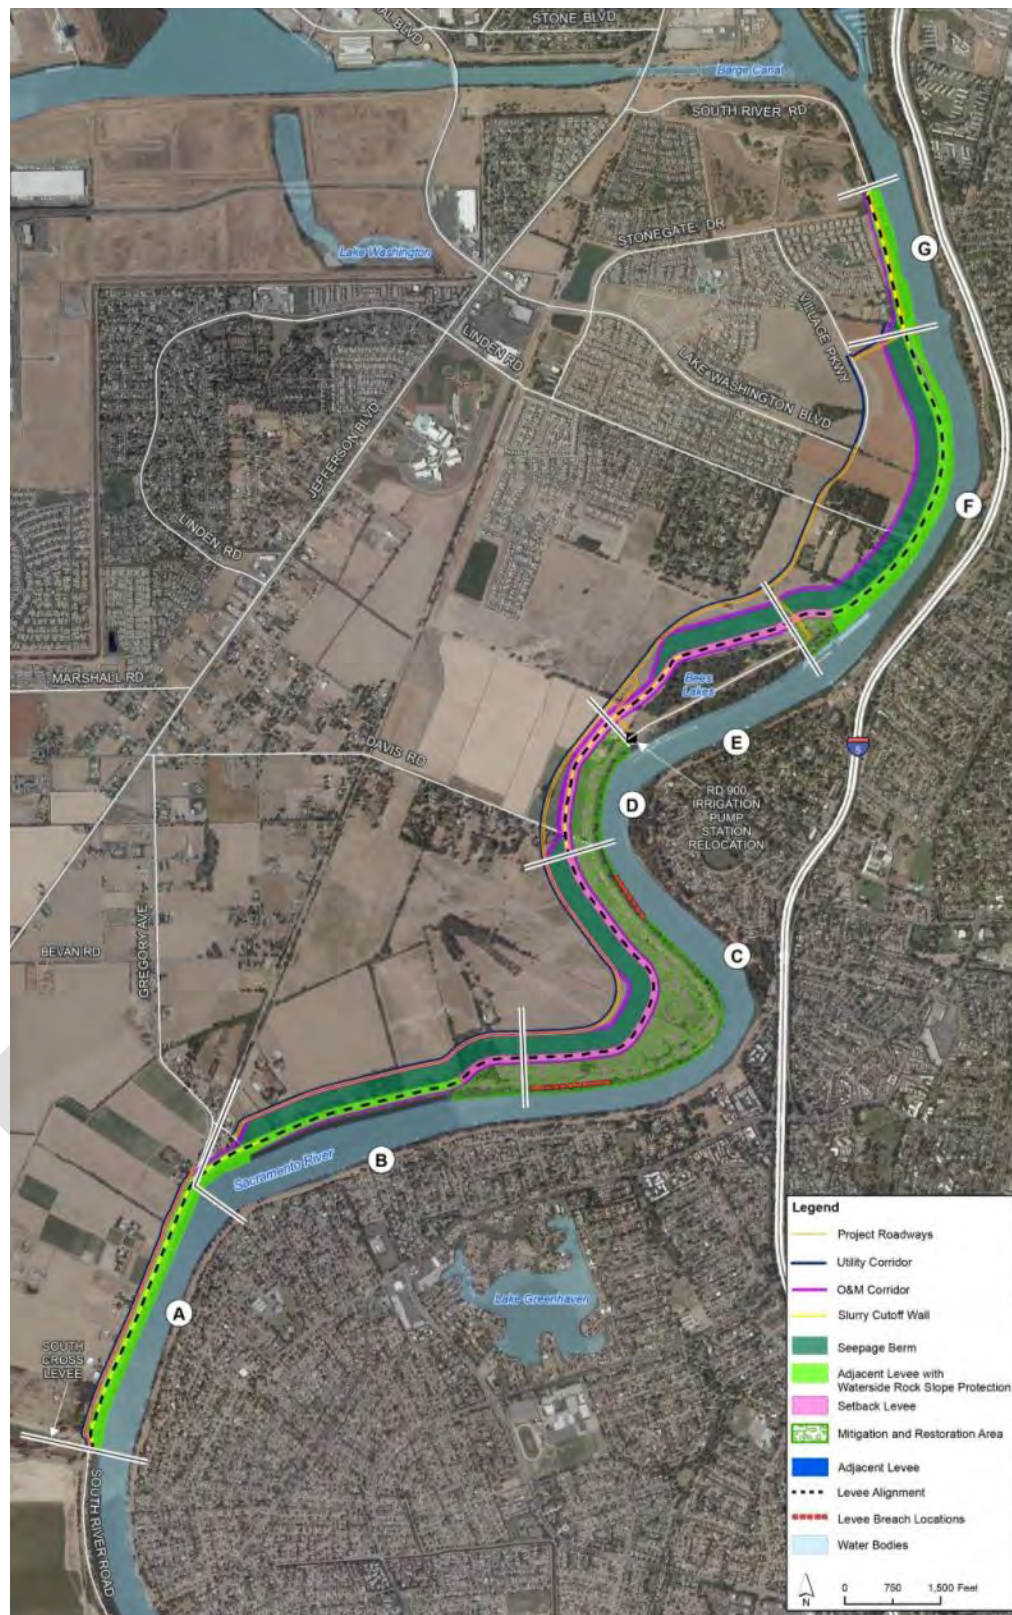 STONE BLVD
AL BLVD
Barge Canal
SOUTH RIVER RD
STONEGATE DR
Lake Washington
G
VILLAGE PKWY
LINDEN RD
LAKE WASHINGTON BLVD
JEFFERSON BLVD
F
LINDEN RD
MARSHALL RD
Bees
Lakes
E
5
DAVIS RD
D
RD 900
IRRIGATION
PUMP
STATION
RELOCATION
GREGORY AVE
BEVAN RD
C
Sacramento River
B
Lake Greenhaven
A
SOUTH
CROSS
LEVEE
SOUTH RIVER ROAD
Legend
Project Roadways
Utility Corridor
O&M Corridor
Slurry Cutoff Wall
Seepage Berm
Adjacent Levee with
Waterside Rock Slope Protection
Setback Levee
Mitigation and Restoration Area
Adjacent Levee
Levee Alignment
Levee Breach Locations
Water Bodies
N
0 750 1,500 Feet